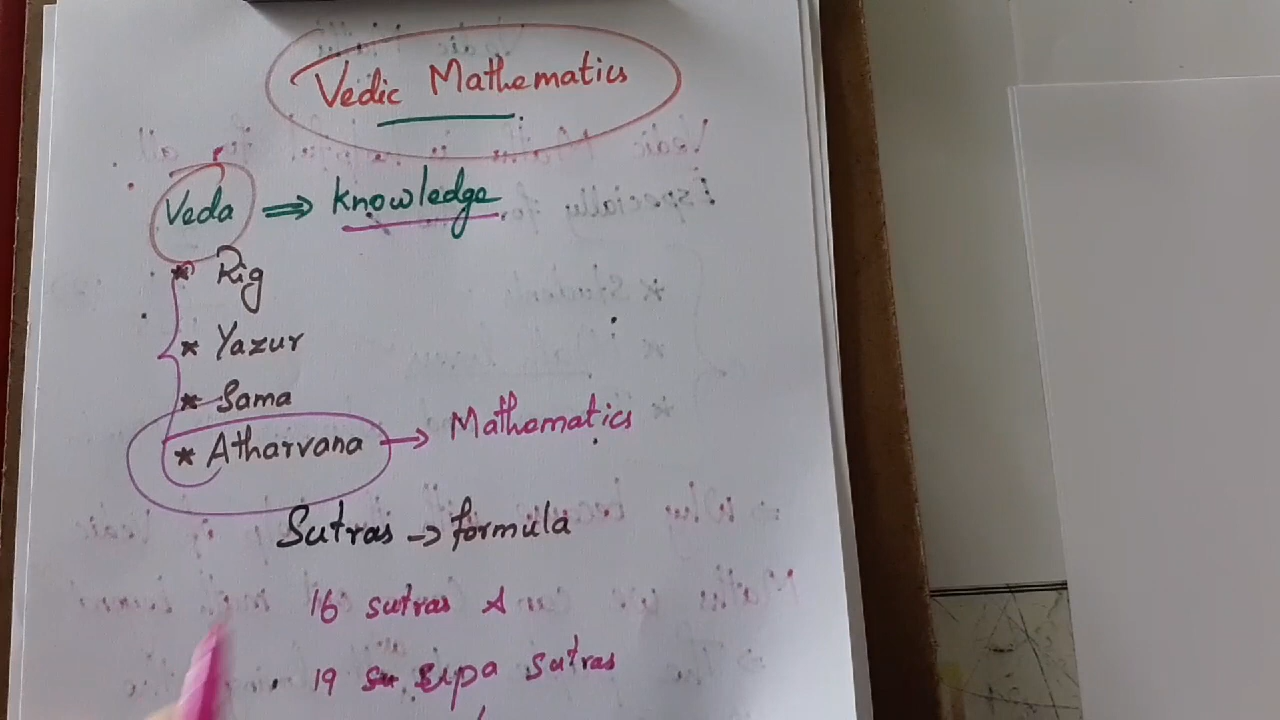 Vedic Mathematics
Veda ⇒ knowledge
* Rig
* Yazur
* Sama
* Atharvana → Mathematics
Sutras → formula
16 sutras &
19 upa sutras